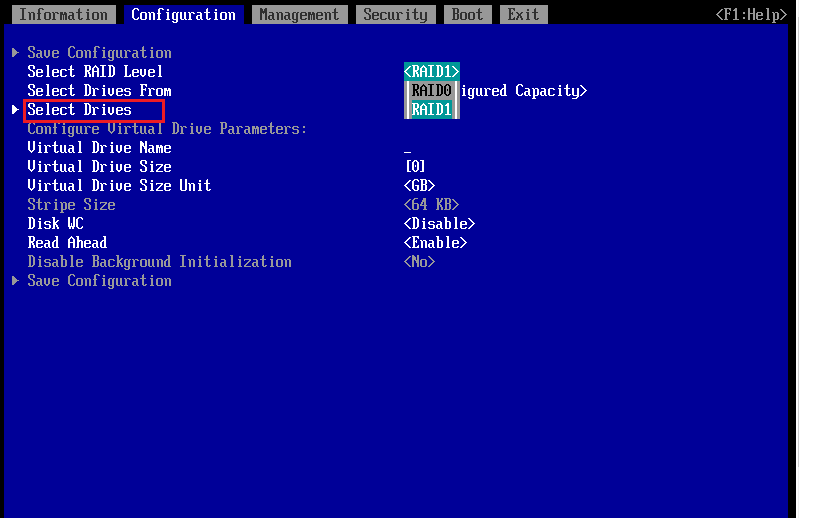 Information Configuration Management Security Boot Exit <F1:Help>
Save Configuration
Select RAID Level <RAID1>
Select Drives From RAID0 igured Capacity>
Select Drives RAID1
Configure Virtual Drive Parameters:
Virtual Drive Name _
Virtual Drive Size [0]
Virtual Drive Size Unit <GB>
Stripe Size <64 KB>
Disk WC <Disable>
Read Ahead <Enable>
Disable Background Initialization <No>
Save Configuration